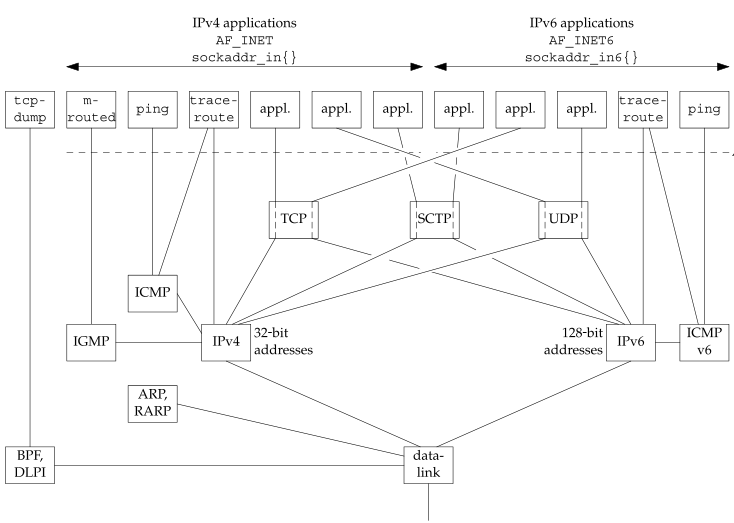 IPv4 applications
AF_INET
sockaddr_in{}
IPv6 applications
AF_INET6
sockaddr_in6{}
tcp-
dump
m-
routed
ping
trace-
route
appl.
appl.
appl.
appl.
appl.
appl.
trace-
route
ping
TCP
SCTP
UDP
ICMP
IGMP
IPv4
32-bit
addresses
128-bit
addresses
IPv6
ICMP
v6
ARP,
RARP
BPF,
DLPI
data-
link